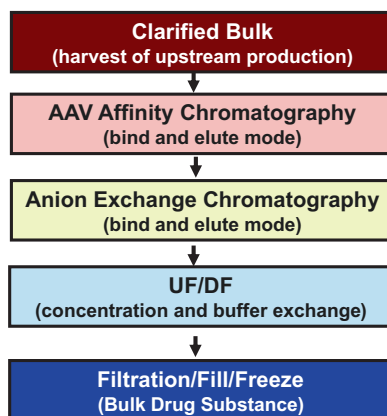 Clarified Bulk
(harvest of upstream production)
AAV Affinity Chromatography
(bind and elute mode)
Anion Exchange Chromatography
(bind and elute mode)
UF/DF
(concentration and buffer exchange)
Filtration/Fill/Freeze
(Bulk Drug Substance)